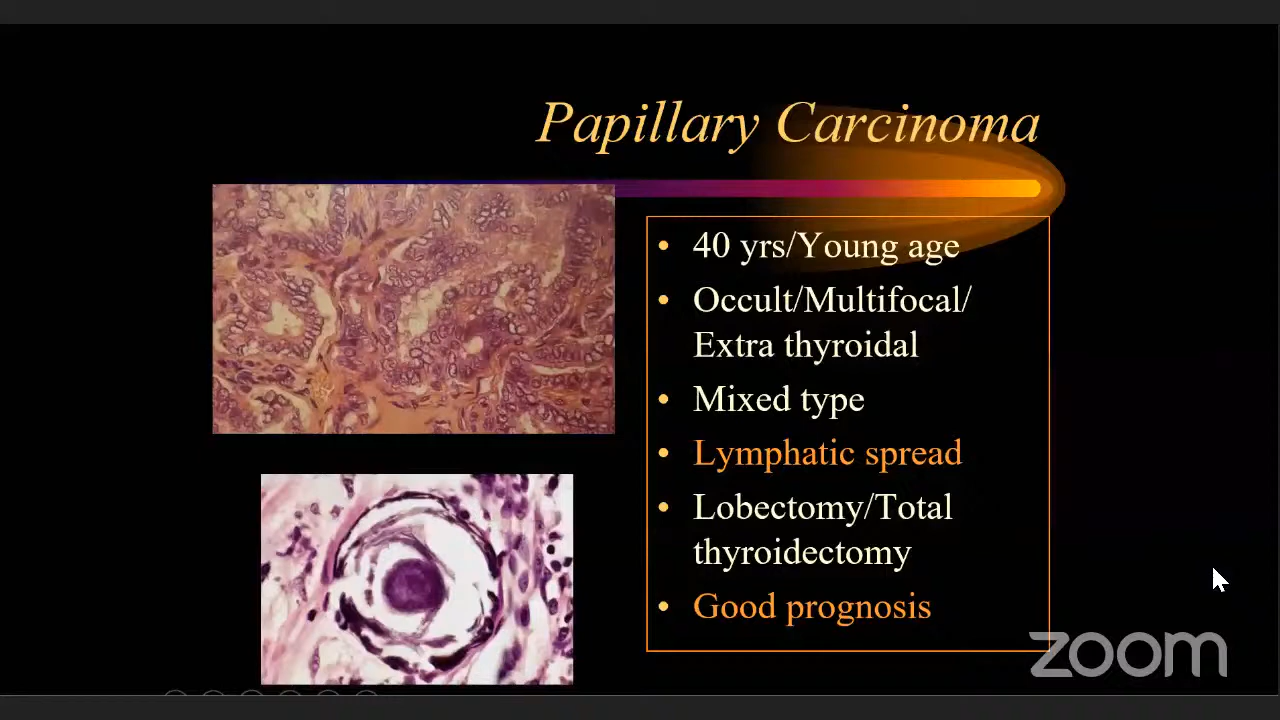 Papillary Carcinoma
• 40 yrs/Young age
• Occult/Multifocal/
Extra thyroidal
• Mixed type
• Lymphatic spread
• Lobectomy/Total
thyroidectomy
• Good prognosis
zoom